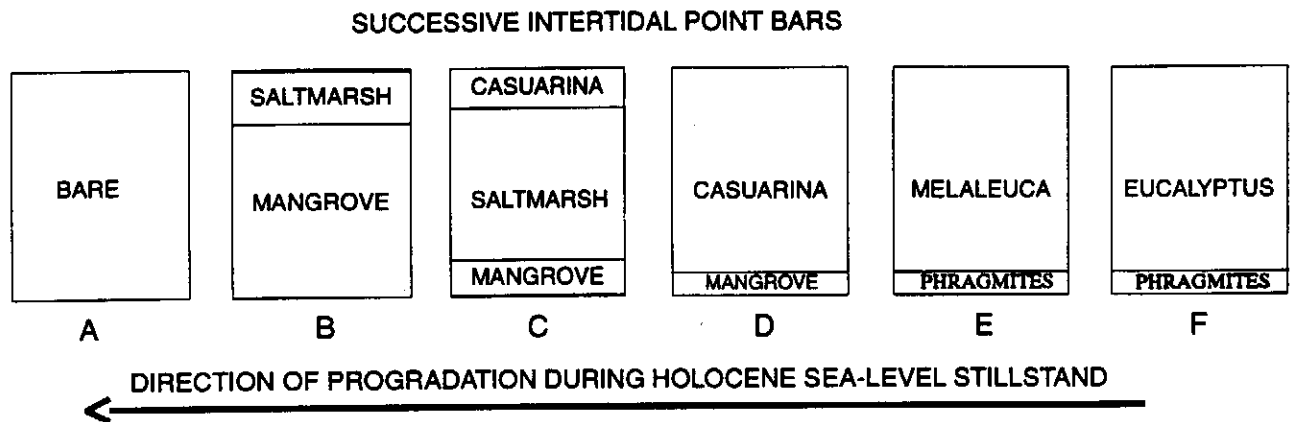 SUCCESSIVE INTERTIDAL POINT BARS
BARE
SALTMARSH
MANGROVE
CASUARINA
SALTMARSH
MANGROVE
CASUARINA
MANGROVE
MELALEUCA
PHRAGMITES
EUCALYPTUS
PHRAGMITES
A B C D E F
DIRECTION OF PROGRADATION DURING HOLOCENE SEA-LEVEL STILLSTAND